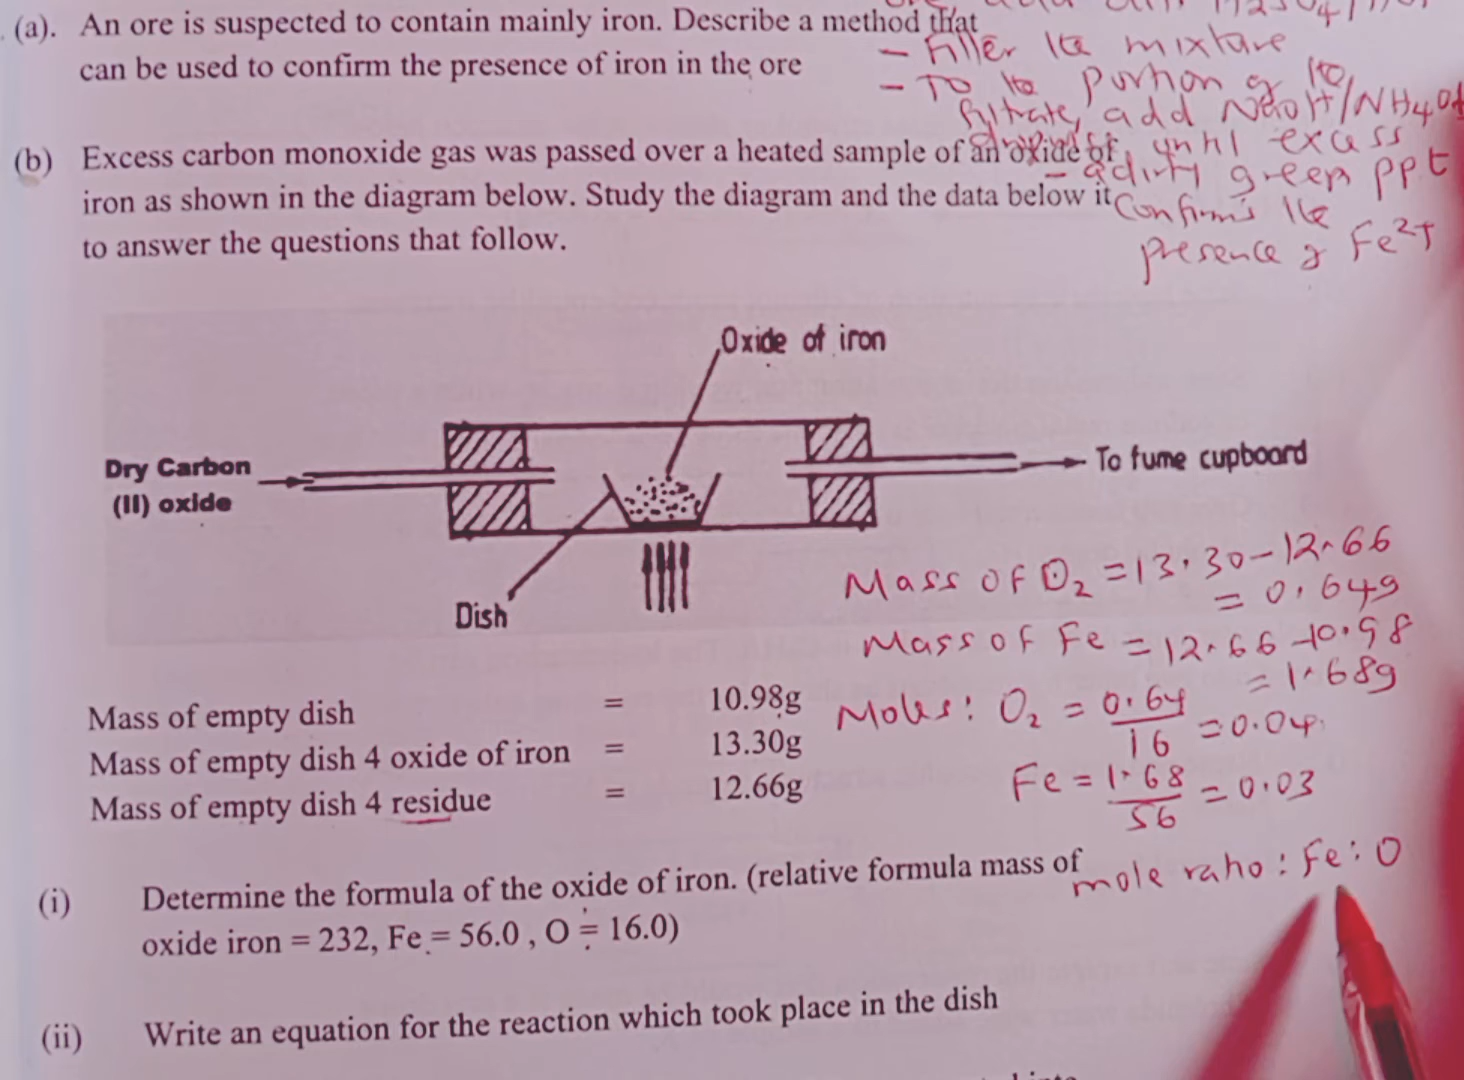 (a). An ore is suspected to contain mainly iron. Describe a method that
can be used to confirm the presence of iron in the ore
- Filter the mixture
- To the portion of the
filtrate, add NaOH/NH4OH
dropwise until excess
- a dirty green ppt
Confirms the
presence of Fe²⁺
(b) Excess carbon monoxide gas was passed over a heated sample of an oxide of
iron as shown in the diagram below. Study the diagram and the data below it
to answer the questions that follow.
Oxide of iron
Dry Carbon
(II) oxide
To fume cupboard
Dish
Mass of O₂ = 13.30-12.66
= 0.64g
Mass of Fe = 12.66-10.98
= 1.68g
Mass of empty dish = 10.98g
Mass of empty dish 4 oxide of iron = 13.30g
Mass of empty dish 4 residue = 12.66g
Moles: O₂ = 0.64/16 = 0.04
Fe = 1.68/56 = 0.03
mole ratio: Fe: O
(i) Determine the formula of the oxide of iron. (relative formula mass of
oxide iron = 232, Fe = 56.0 , O = 16.0)
(ii) Write an equation for the reaction which took place in the dish